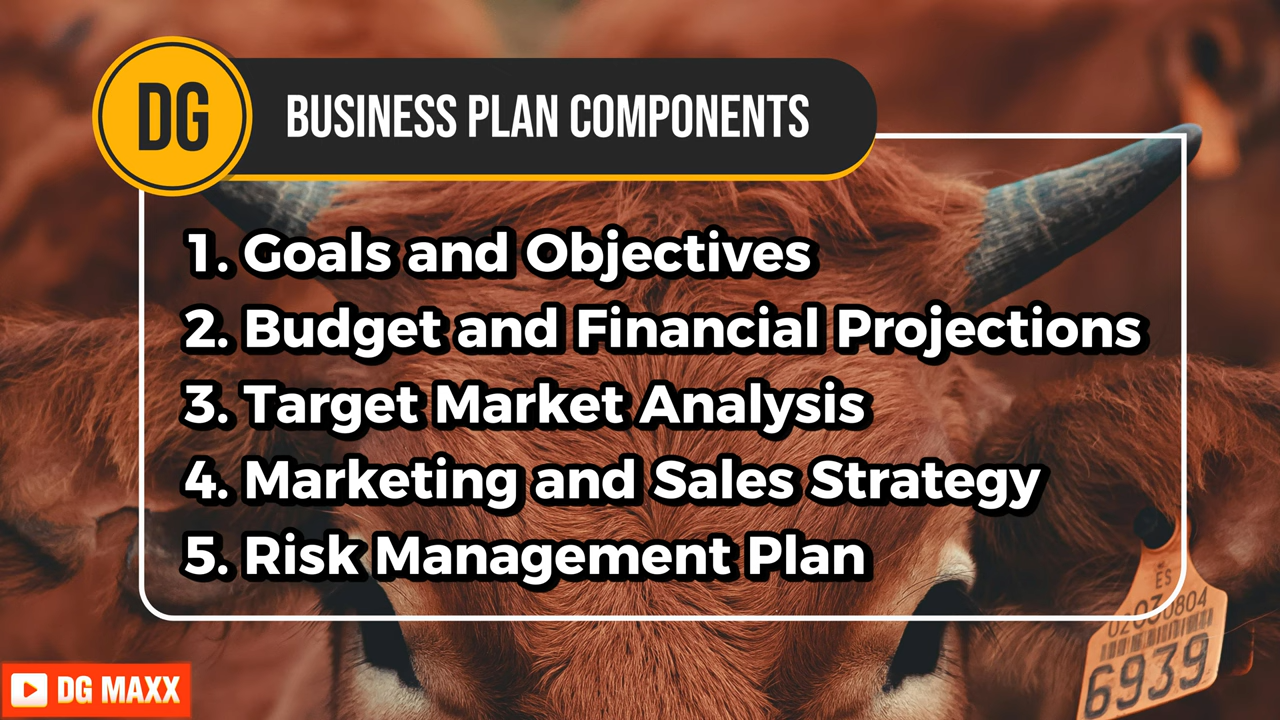 DG
BUSINESS PLAN COMPONENTS
1. Goals and Objectives
2. Budget and Financial Projections
3. Target Market Analysis
4. Marketing and Sales Strategy
5. Risk Management Plan
ES
6939
DG MAXX